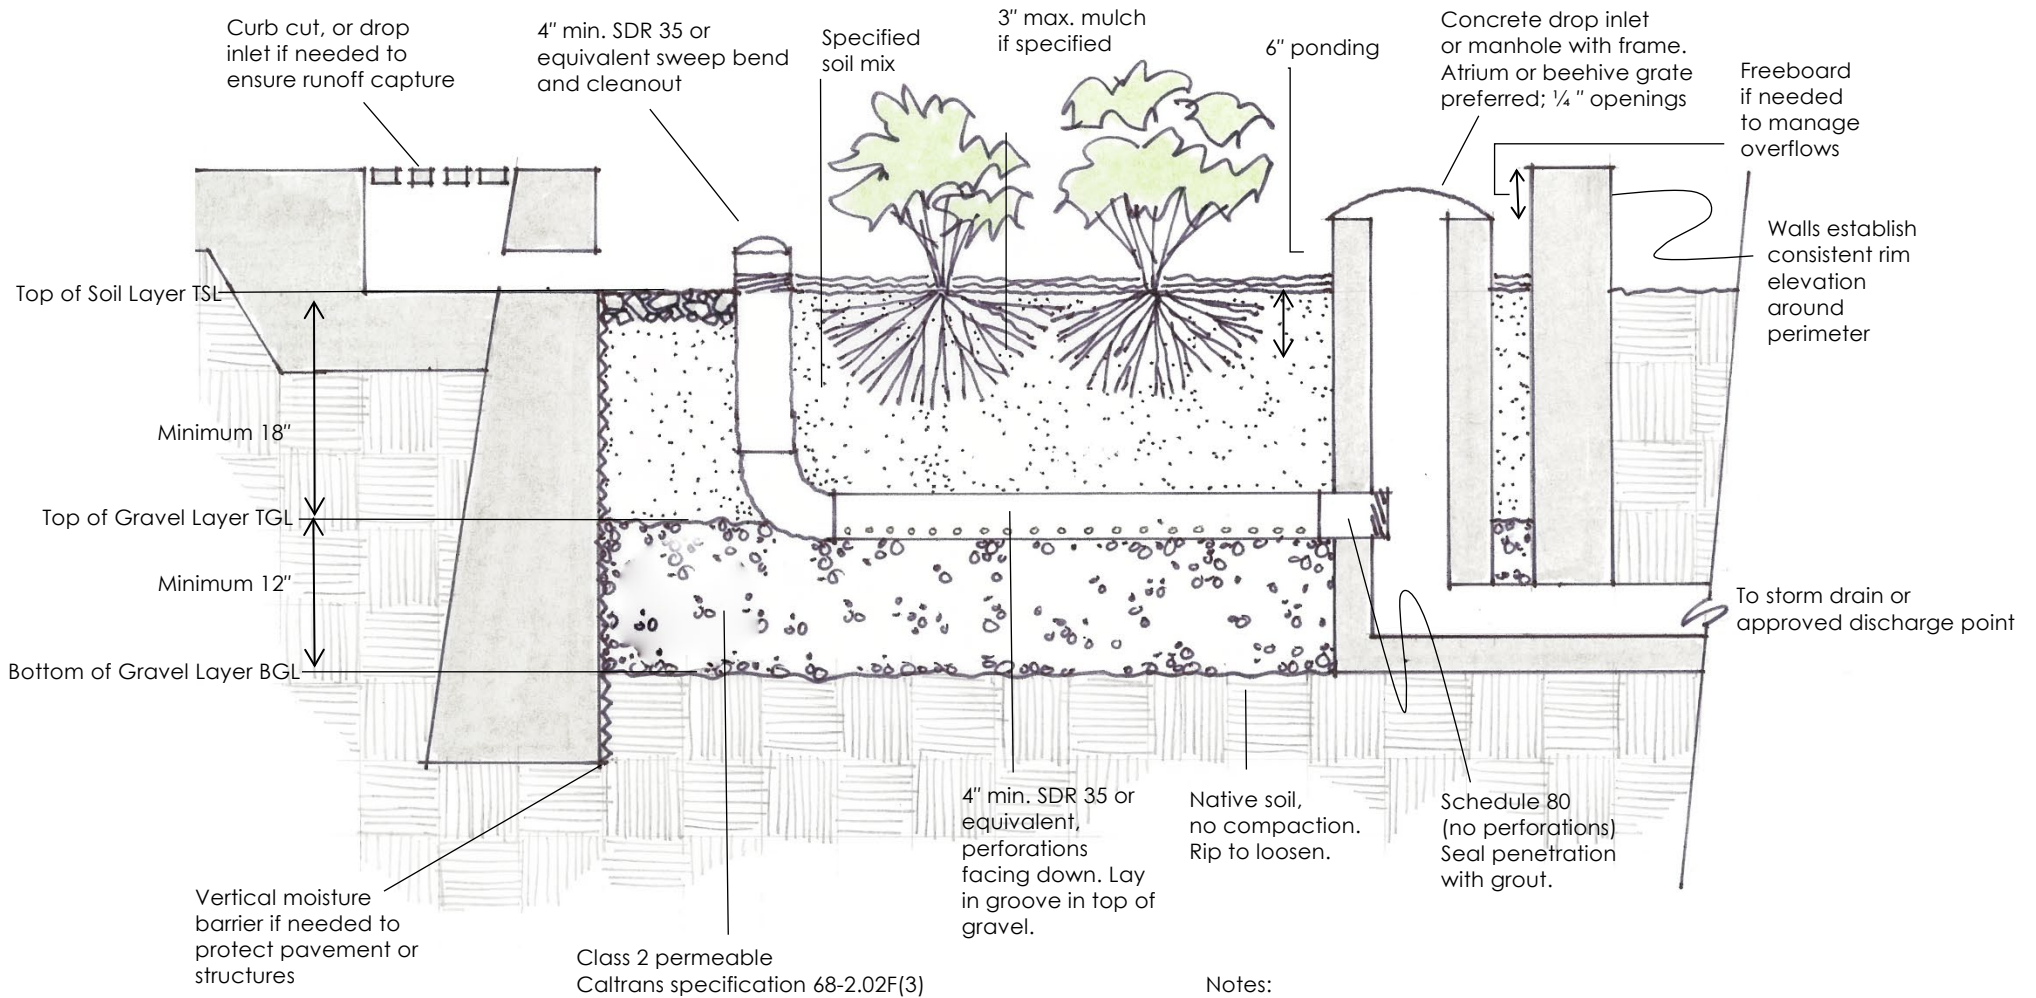 Curb cut, or drop
inlet if needed to
ensure runoff capture
4" min. SDR 35 or
equivalent sweep bend
and cleanout
Specified
soil mix
3" max. mulch
if specified
6" ponding
Concrete drop inlet
or manhole with frame.
Atrium or beehive grate
preferred; ¼ " openings
Freeboard
if needed
to manage
overflows
Walls establish
consistent rim
elevation
around
perimeter
Top of Soil Layer TSL
Minimum 18"
Top of Gravel Layer TGL
Minimum 12"
Bottom of Gravel Layer BGL
To storm drain or
approved discharge point
4" min. SDR 35 or
equivalent,
perforations
facing down. Lay
in groove in top of
gravel.
Native soil,
no compaction.
Rip to loosen.
Schedule 80
(no perforations)
Seal penetration
with grout.
Vertical moisture
barrier if needed to
protect pavement or
structures
Class 2 permeable
Caltrans specification 68-2.02F(3)
Notes: